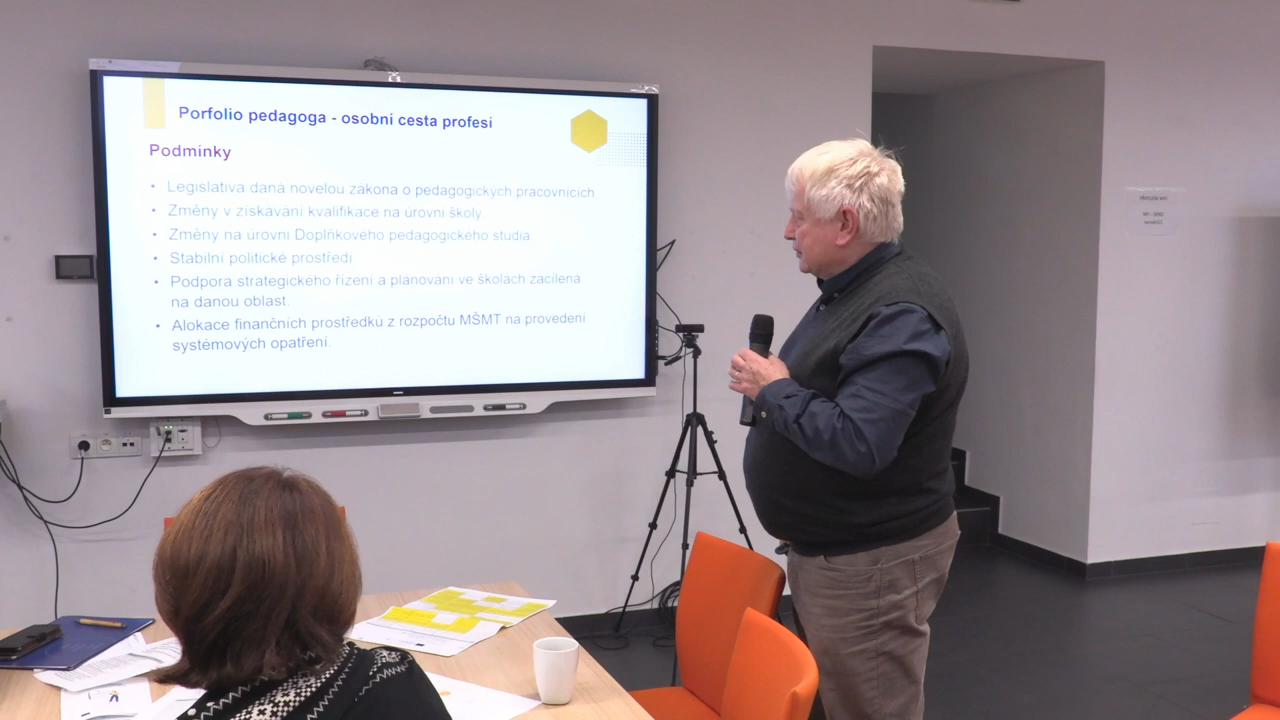 Porfolio pedagoga - osobní cesta profesí
Podmínky
• Legislativa daná novelou zákona o pedagogických pracovnících
• Změny v získávání kvalifikace na úrovni školy
• Změny na úrovni Doplňkového pedagogického studia
• Stabilní politické prostředí
• Podpora strategického řízení a plánování ve školách zacílená
na danou oblast.
• Alokace finančních prostředků z rozpočtu MŠMT na provedení
systémových opatření.